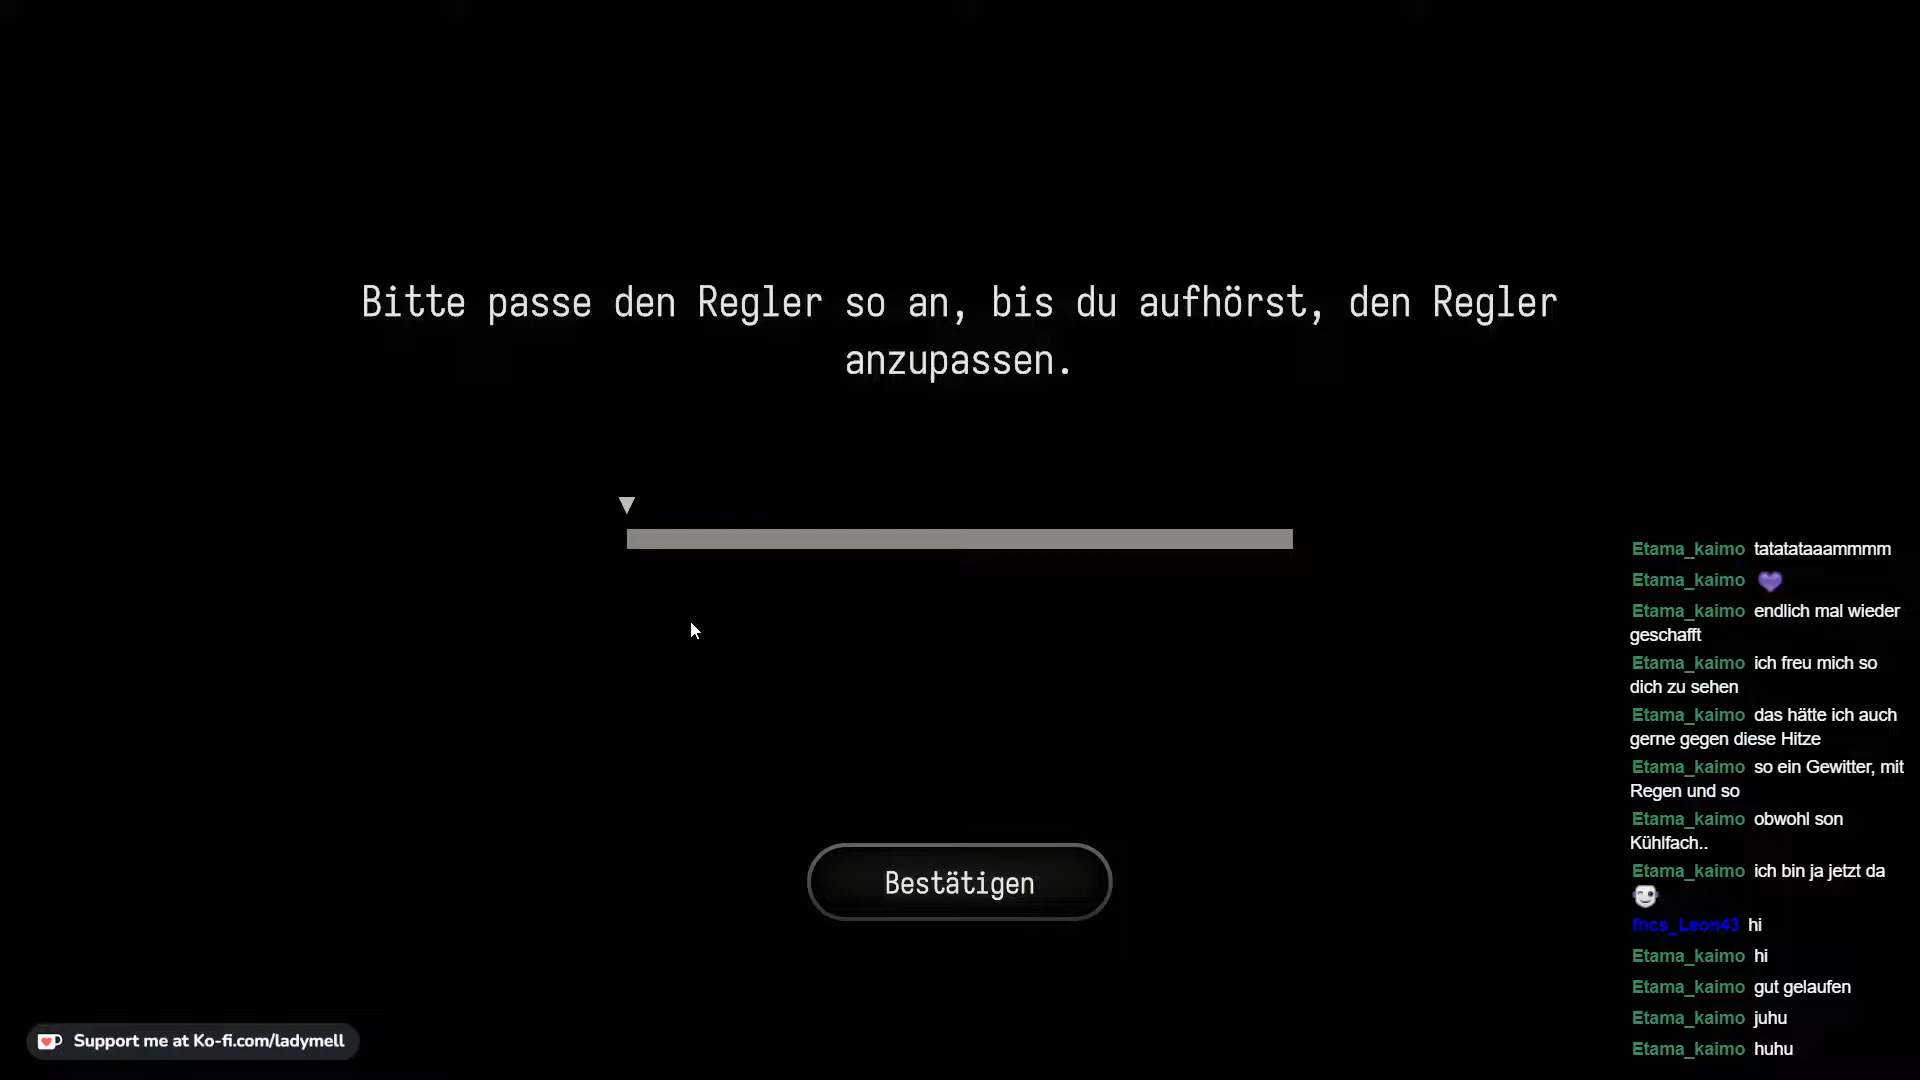 Bitte passe den Regler so an, bis du aufhörst, den Regler
anzupassen.
Bestätigen
Etama_kaimo tatatataaammmm
Etama_kaimo 💜
Etama_kaimo endlich mal wieder
geschafft
Etama_kaimo ich freu mich so
dich zu sehen
Etama_kaimo das hätte ich auch
gerne gegen diese Hitze
Etama_kaimo so ein Gewitter, mit
Regen und so
Etama_kaimo obwohl son
Kühlfach..
Etama_kaimo ich bin ja jetzt da
fncs_Leon43 hi
Etama_kaimo hi
Etama_kaimo gut gelaufen
Etama_kaimo juhu
Etama_kaimo huhu
Support me at Ko-fi.com/ladymell